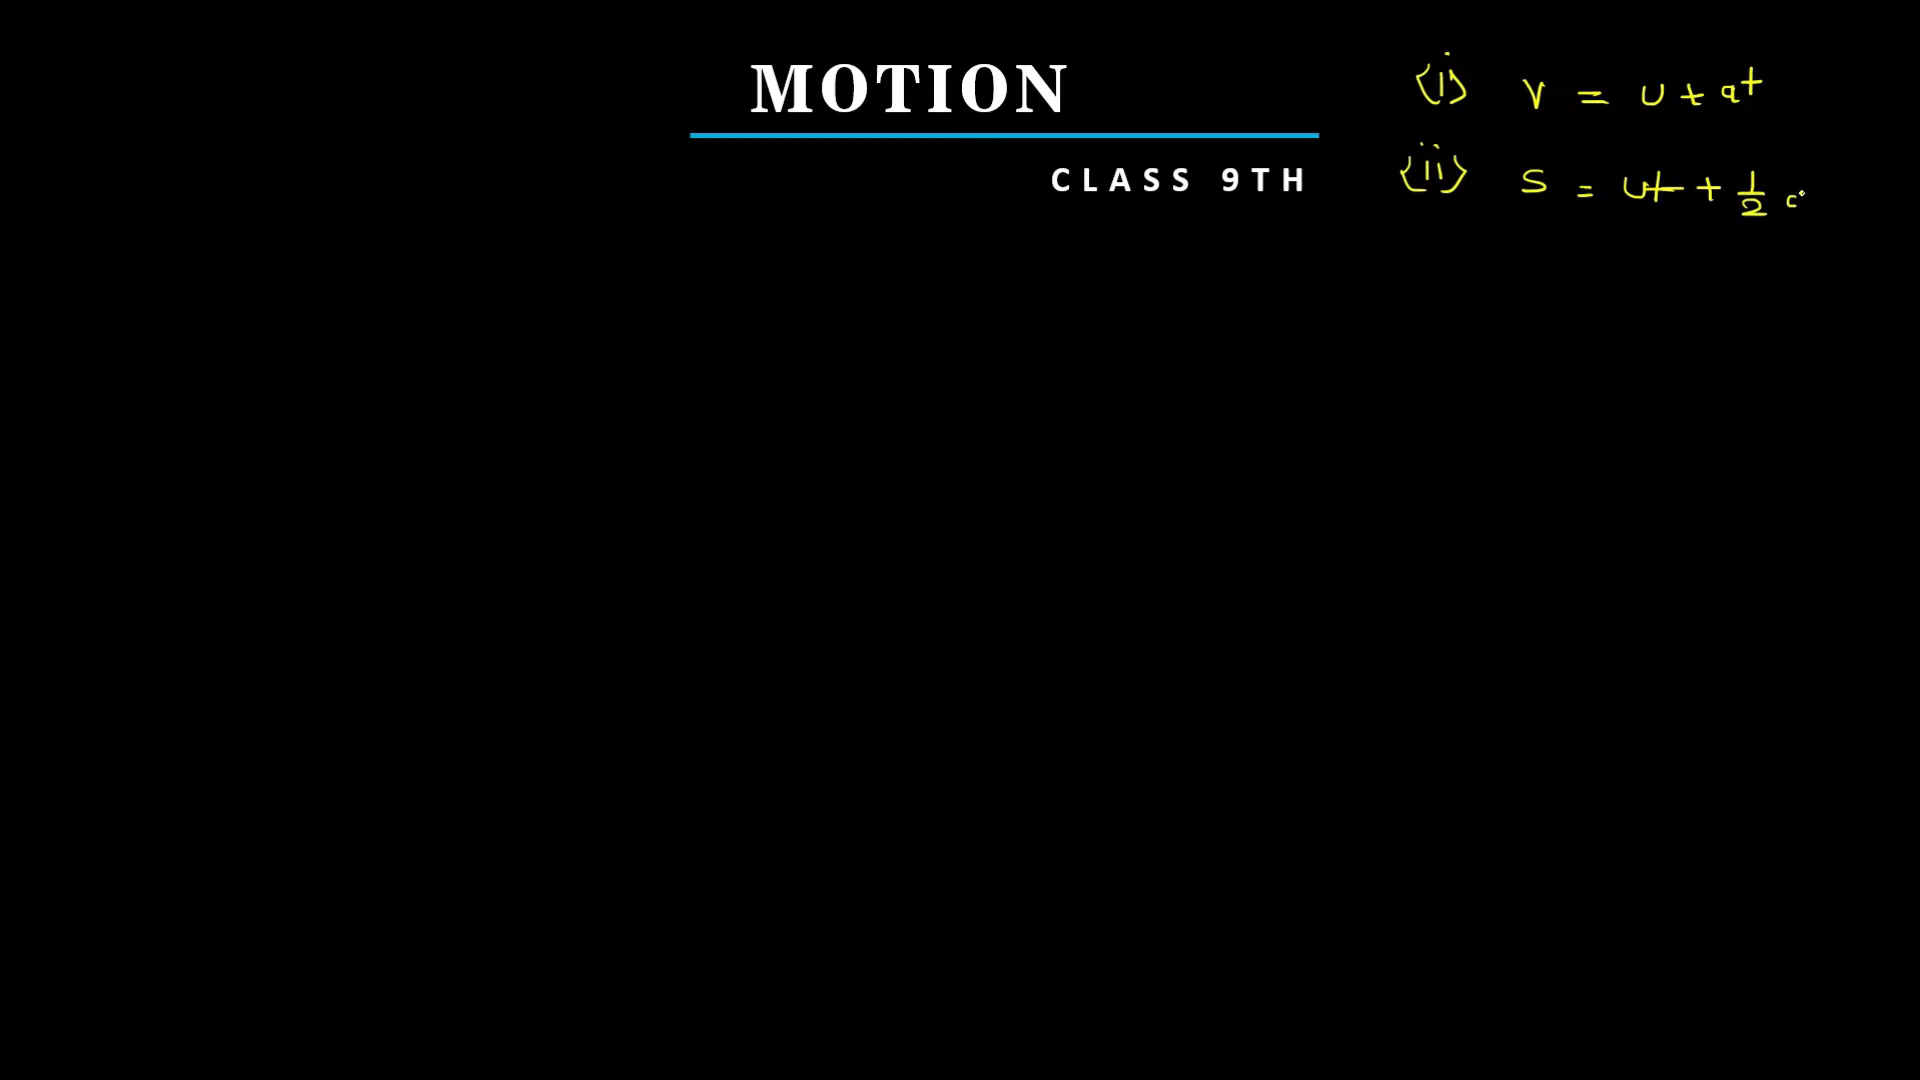 MOTION
CLASS 9TH
(i) v = u + at
(ii) s = ut + 1/2